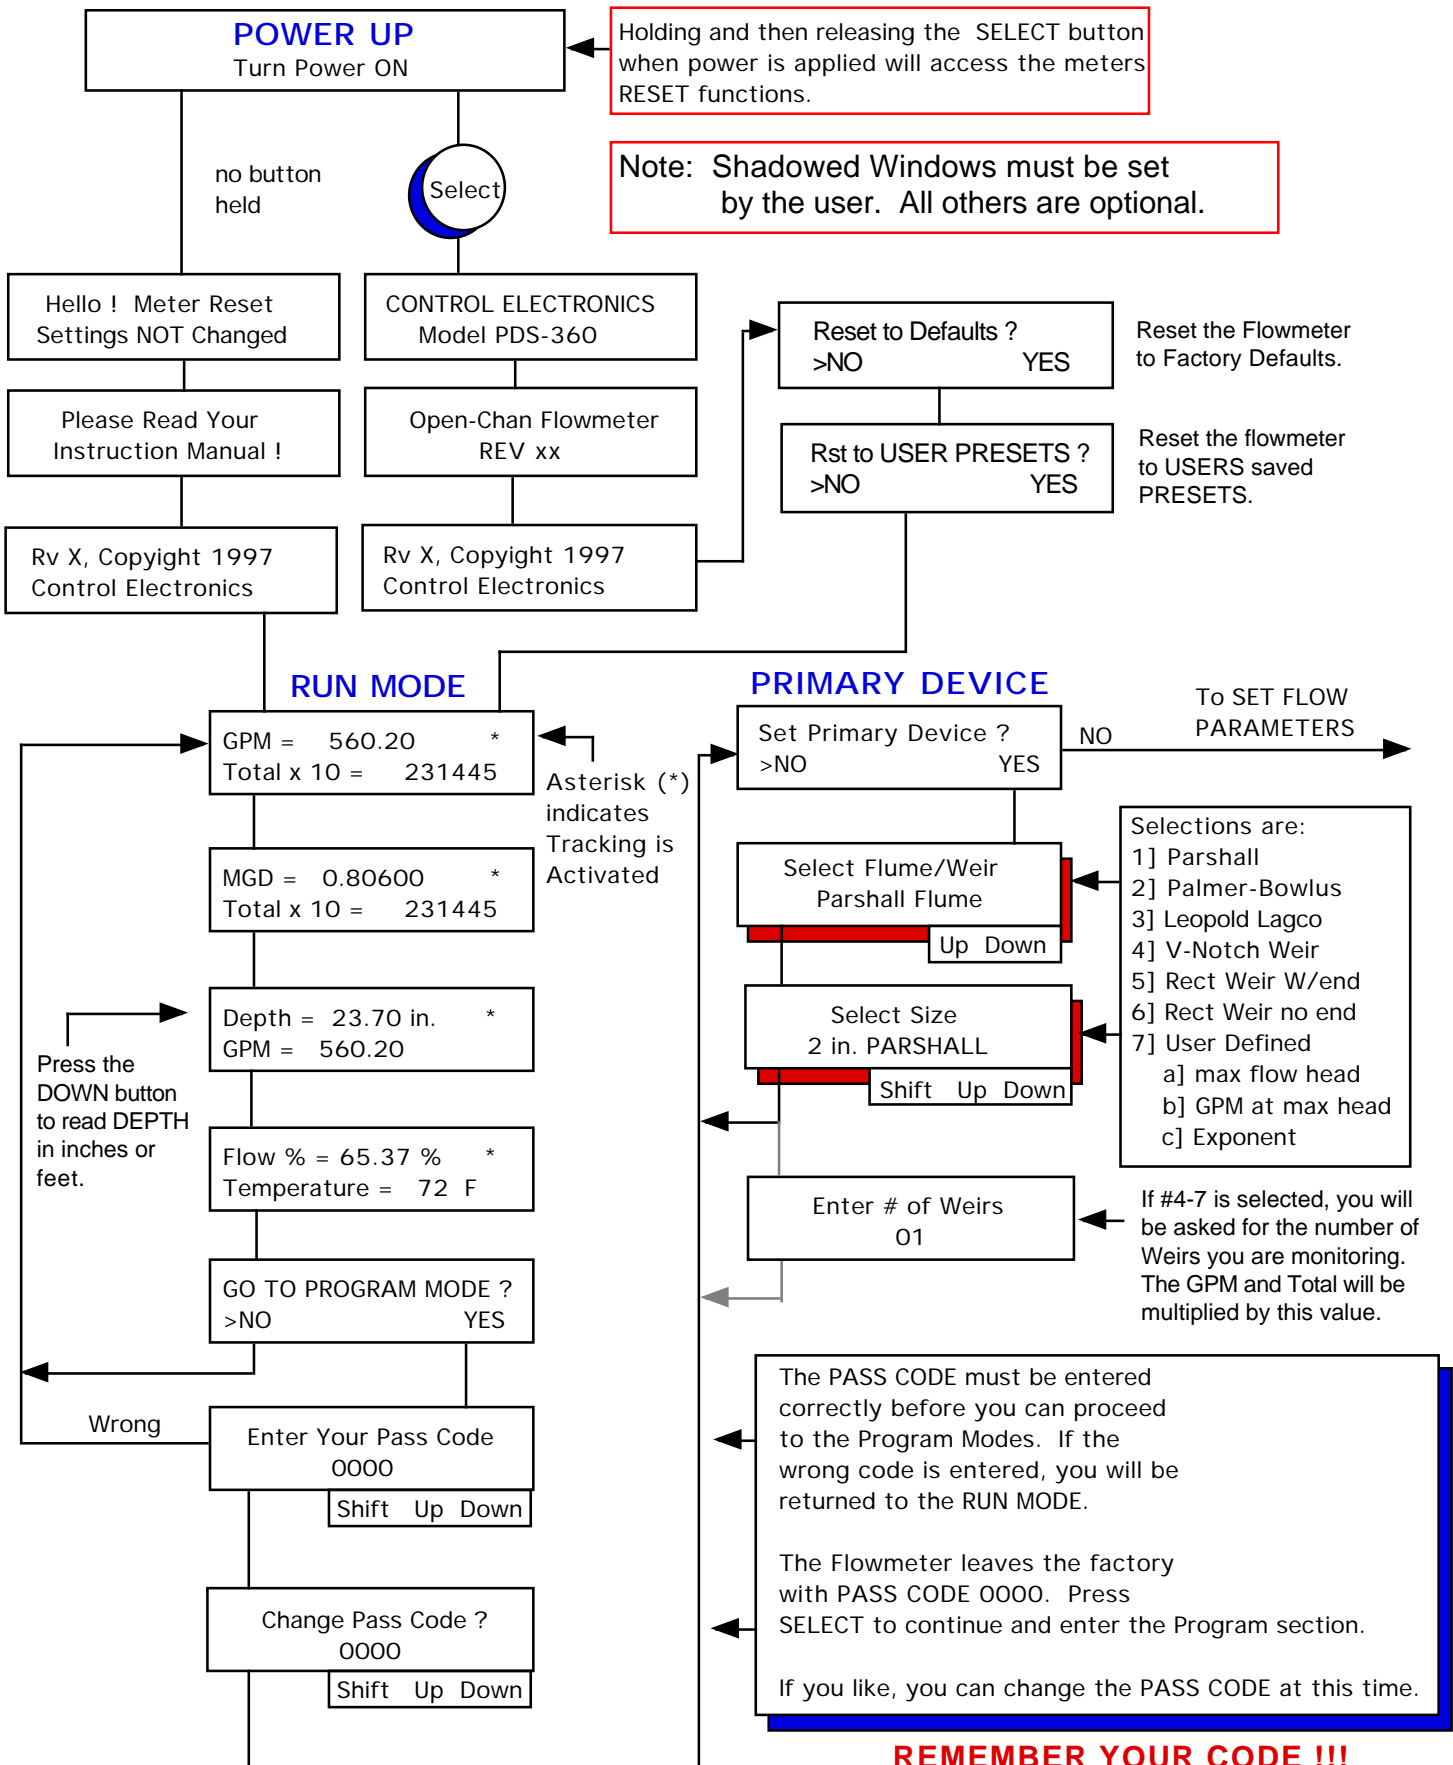 POWER UP
Turn Power ON
Holding and then releasing the SELECT button
when power is applied will access the meters
RESET functions.
no button
held
Select
Note: Shadowed Windows must be set
by the user. All others are optional.
Hello ! Meter Reset
Settings NOT Changed
CONTROL ELECTRONICS
Model PDS-360
Reset to Defaults ?
>NO YES
Reset the Flowmeter
to Factory Defaults.
Please Read Your
Instruction Manual !
Open-Chan Flowmeter
REV xx
Rst to USER PRESETS ?
>NO YES
Reset the flowmeter
to USERS saved
PRESETS.
Rv X, Copyight 1997
Control Electronics
Rv X, Copyight 1997
Control Electronics
RUN MODE
GPM = 560.20 *
Total x 10 = 231445
Asterisk (*)
indicates
Tracking is
Activated
MGD = 0.80600 *
Total x 10 = 231445
Depth = 23.70 in. *
GPM = 560.20
Press the
DOWN button
to read DEPTH
in inches or
feet.
Flow % = 65.37 % *
Temperature = 72 F
GO TO PROGRAM MODE ?
>NO YES
Wrong
Enter Your Pass Code
0000
Shift Up Down
Change Pass Code ?
0000
Shift Up Down
PRIMARY DEVICE
Set Primary Device ?
>NO YES
NO
To SET FLOW
PARAMETERS
Select Flume/Weir
Parshall Flume
Up Down
Select Size
2 in. PARSHALL
Shift Up Down
Selections are:
1] Parshall
2] Palmer-Bowlus
3] Leopold Lagco
4] V-Notch Weir
5] Rect Weir W/end
6] Rect Weir no end
7] User Defined
a] max flow head
b] GPM at max head
c] Exponent
Enter # of Weirs
01
If #4-7 is selected, you will
be asked for the number of
Weirs you are monitoring.
The GPM and Total will be
multiplied by this value.
The PASS CODE must be entered
correctly before you can proceed
to the Program Modes. If the
wrong code is entered, you will be
returned to the RUN MODE.
The Flowmeter leaves the factory
with PASS CODE 0000. Press
SELECT to continue and enter the Program section.
If you like, you can change the PASS CODE at this time.
REMEMBER YOUR CODE !!!